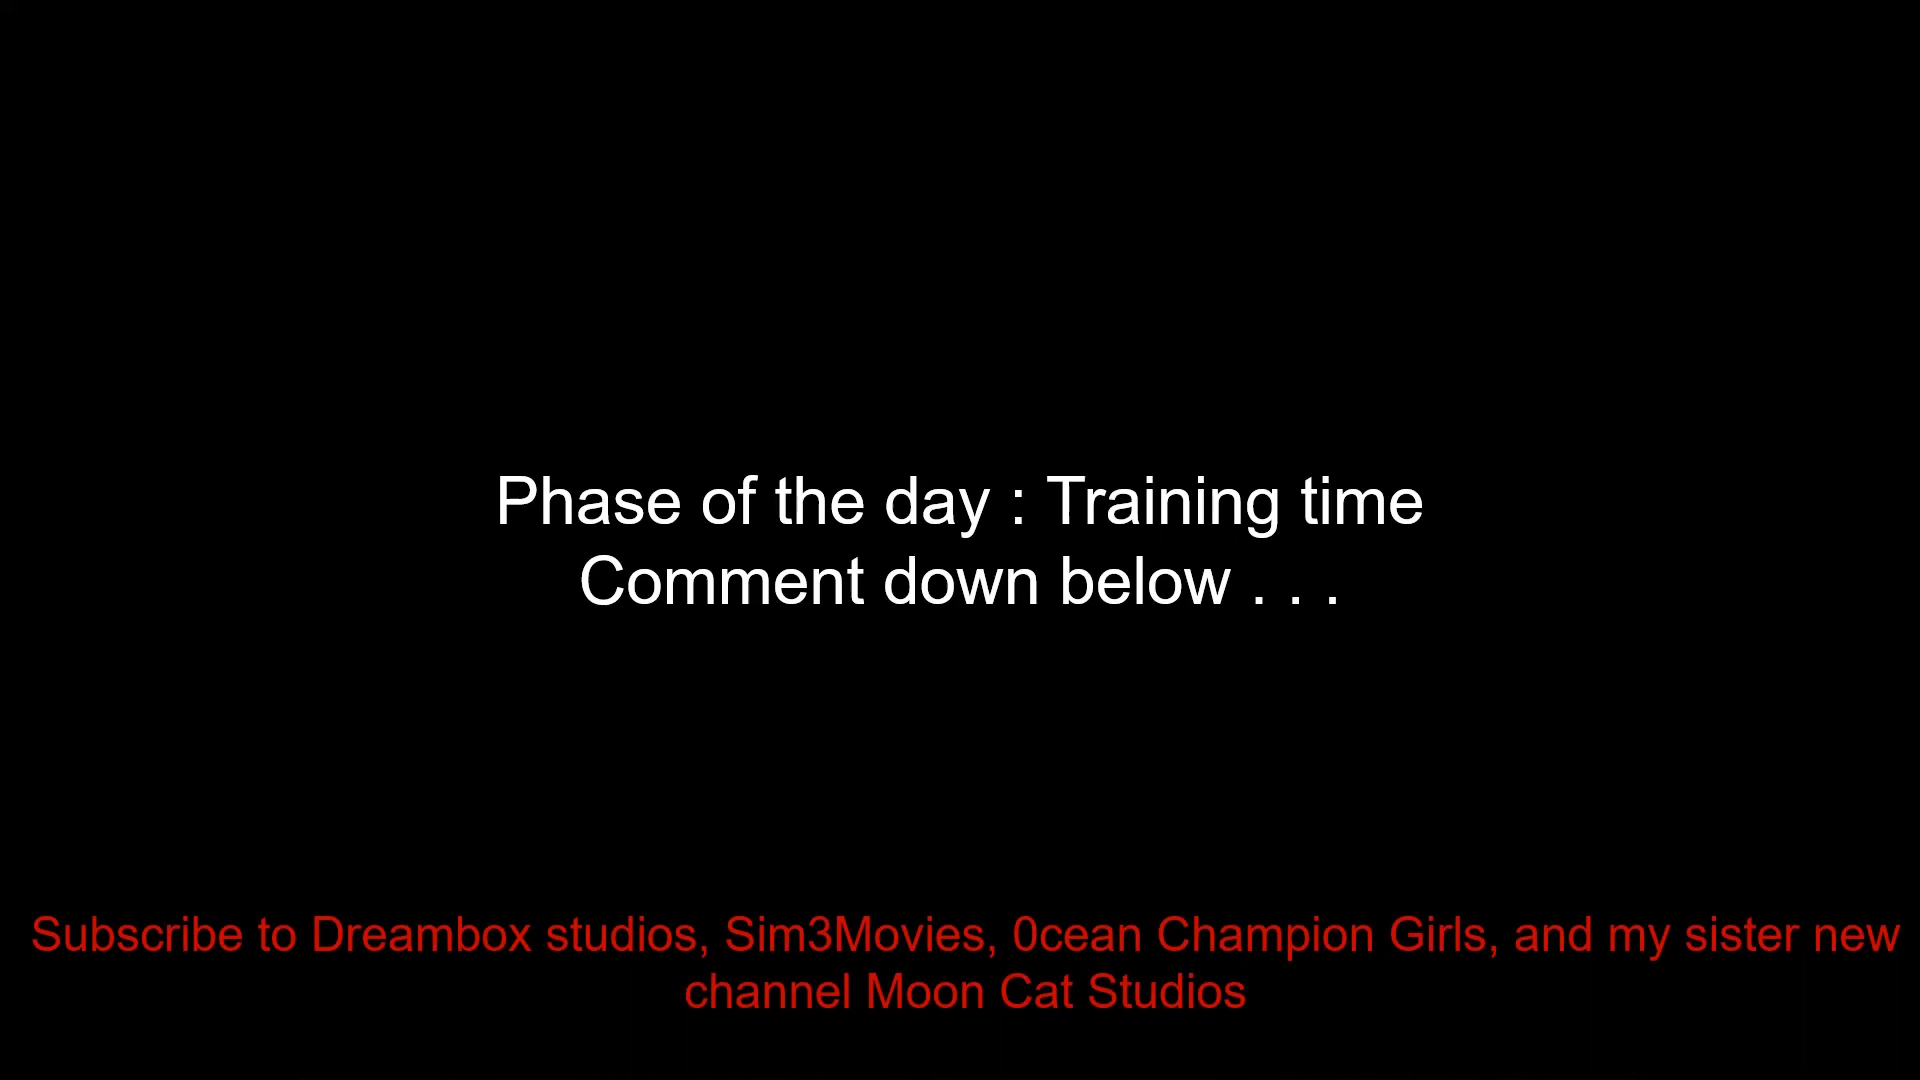 Phase of the day : Training time
Comment down below . . .
Subscribe to Dreambox studios, Sim3Movies, 0cean Champion Girls, and my sister new
channel Moon Cat Studios